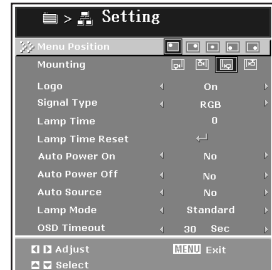 > Setting
Menu Position
Mounting
Logo On
Signal Type RGB
Lamp Time 0
Lamp Time Reset
Auto Power On No
Auto Power Off No
Auto Source No
Lamp Mode Standard
OSD Timeout 30 Sec
Adjust MENU Exit
Select